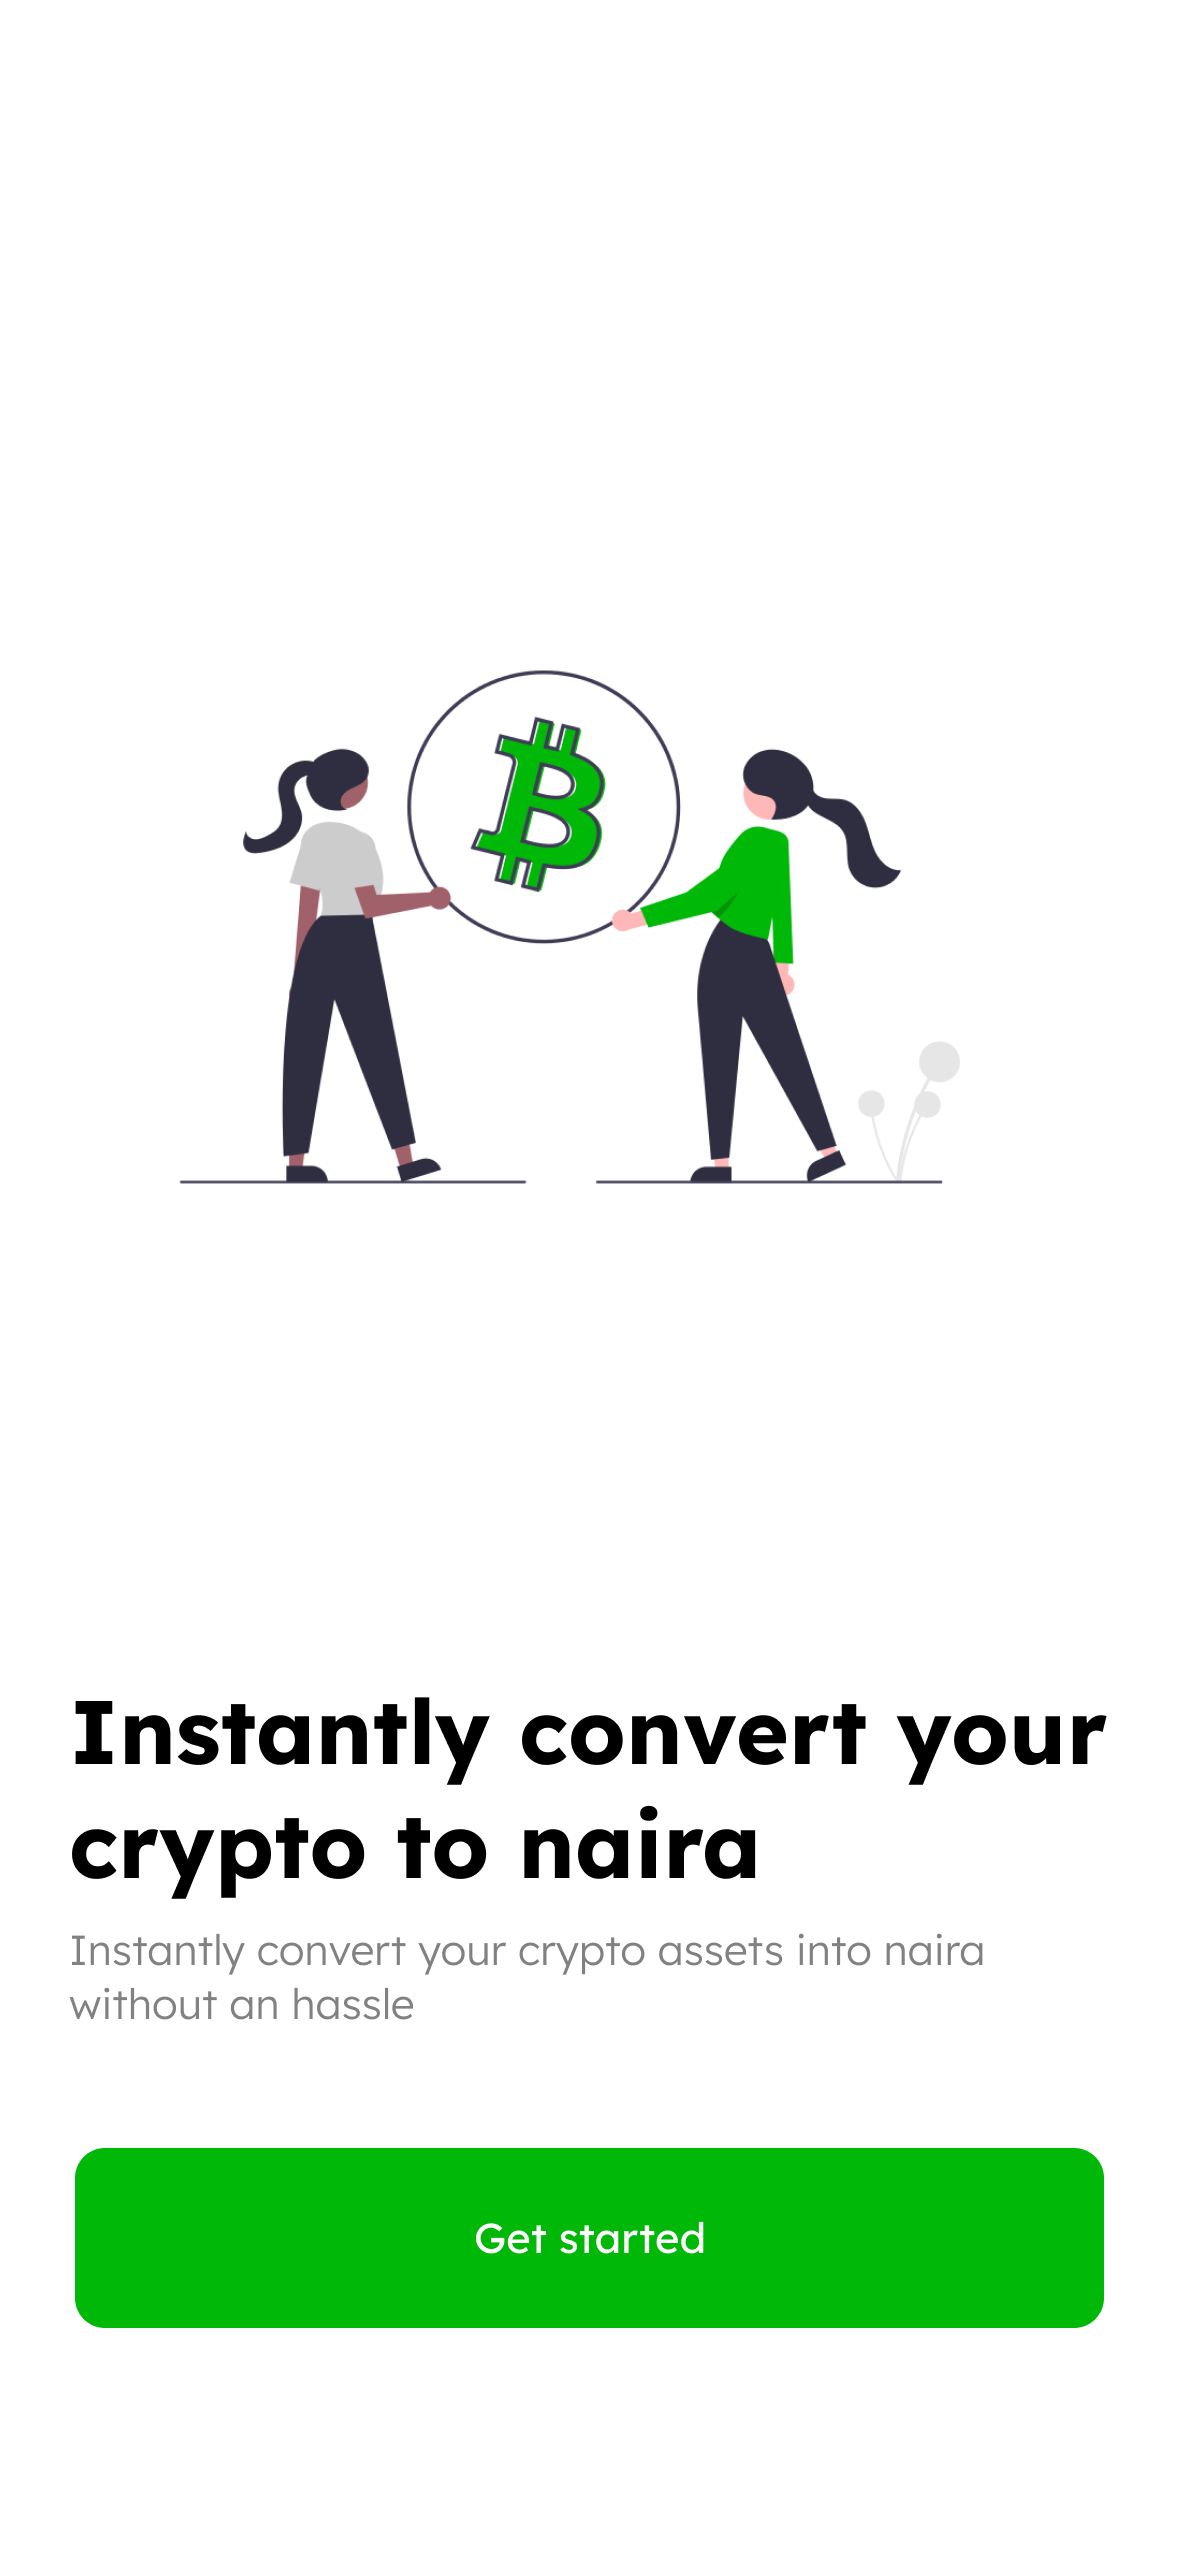 Instantly convert your
crypto to naira
Instantly convert your crypto assets into naira
without an hassle
Get started